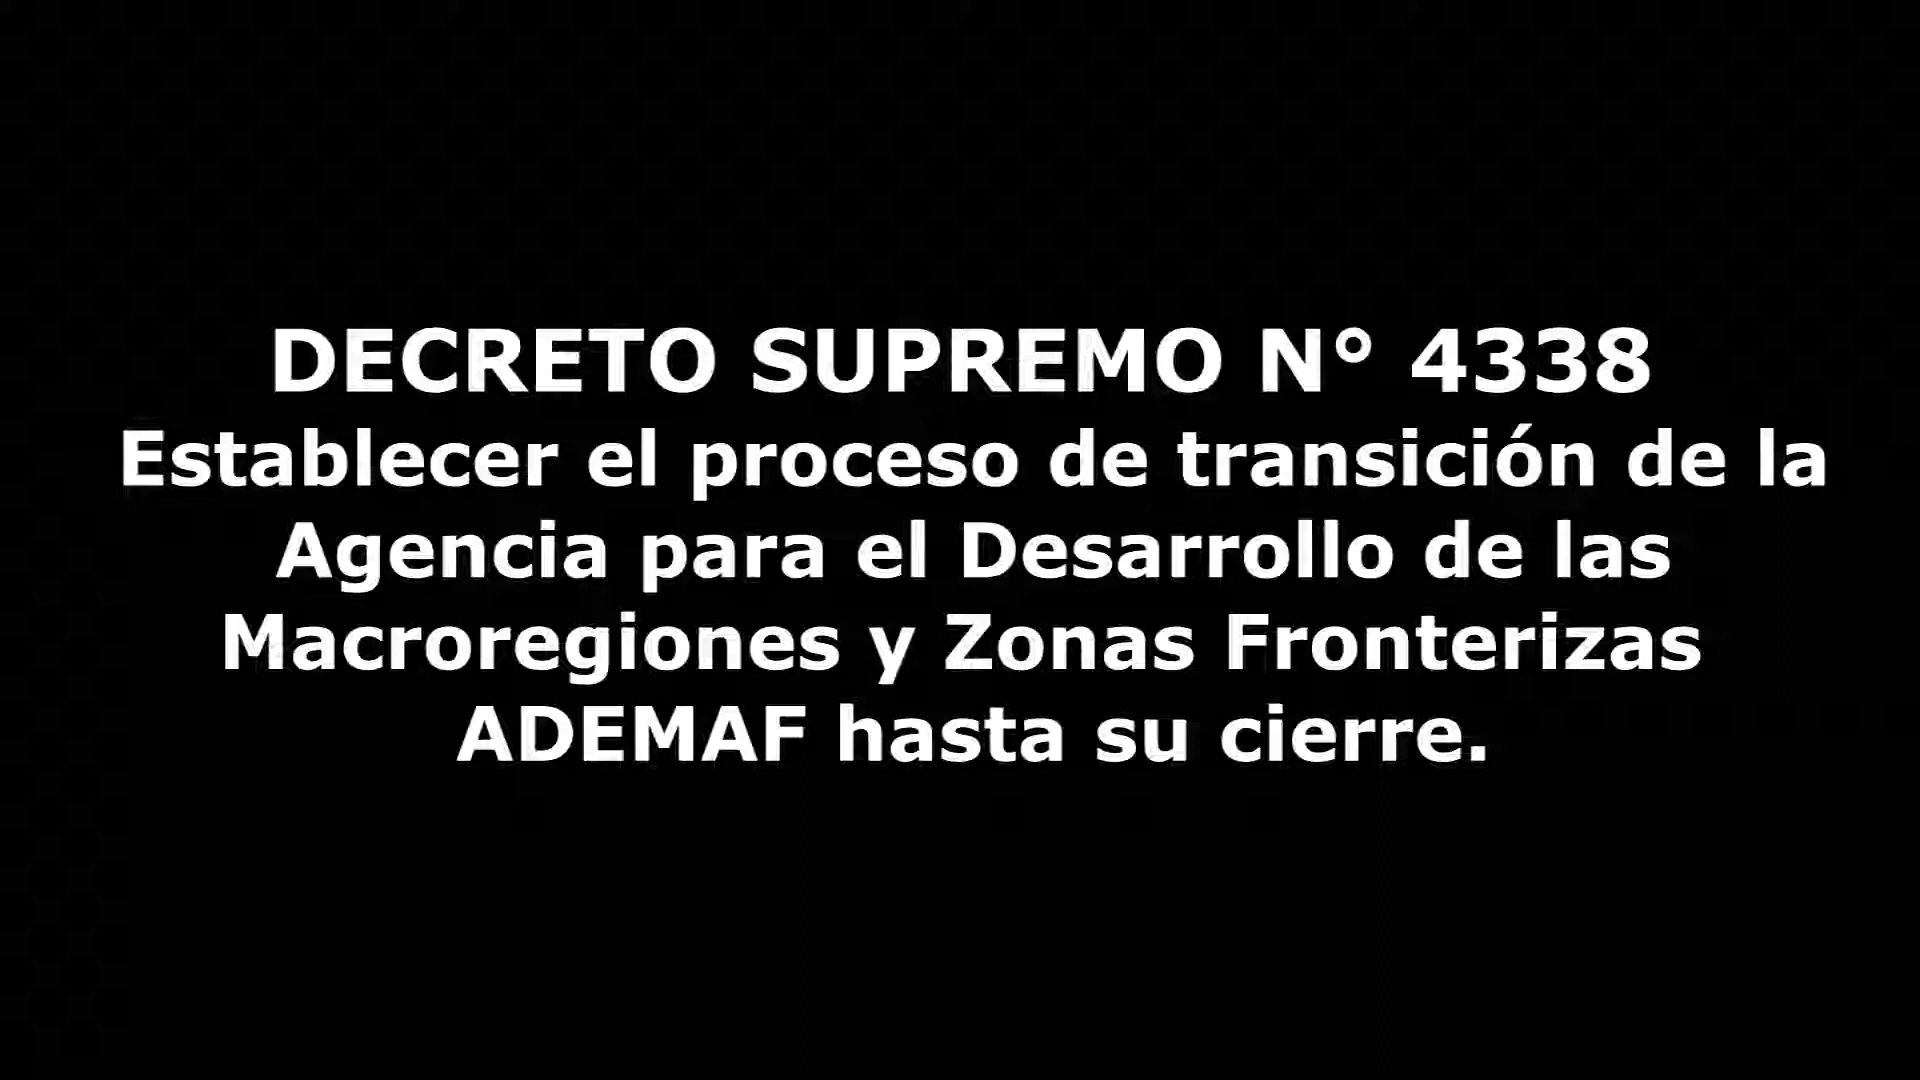 DECRETO SUPREMO N° 4338
Establecer el proceso de transición de la
Agencia para el Desarrollo de las
Macroregiones y Zonas Fronterizas
ADEMAF hasta su cierre.